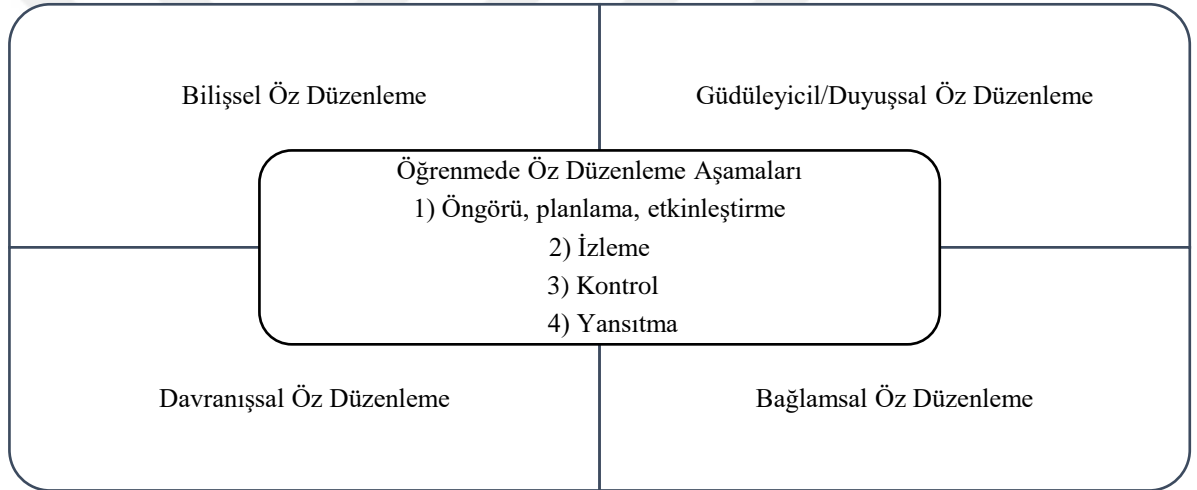 Bilişsel Öz Düzenleme
Güdüleyicil/Duyuşsal Öz Düzenleme
Öğrenmede Öz Düzenleme Aşamaları
1) Öngörü, planlama, etkinleştirme
2) İzleme
3) Kontrol
4) Yansıtma
Davranışsal Öz Düzenleme
Bağlamsal Öz Düzenleme